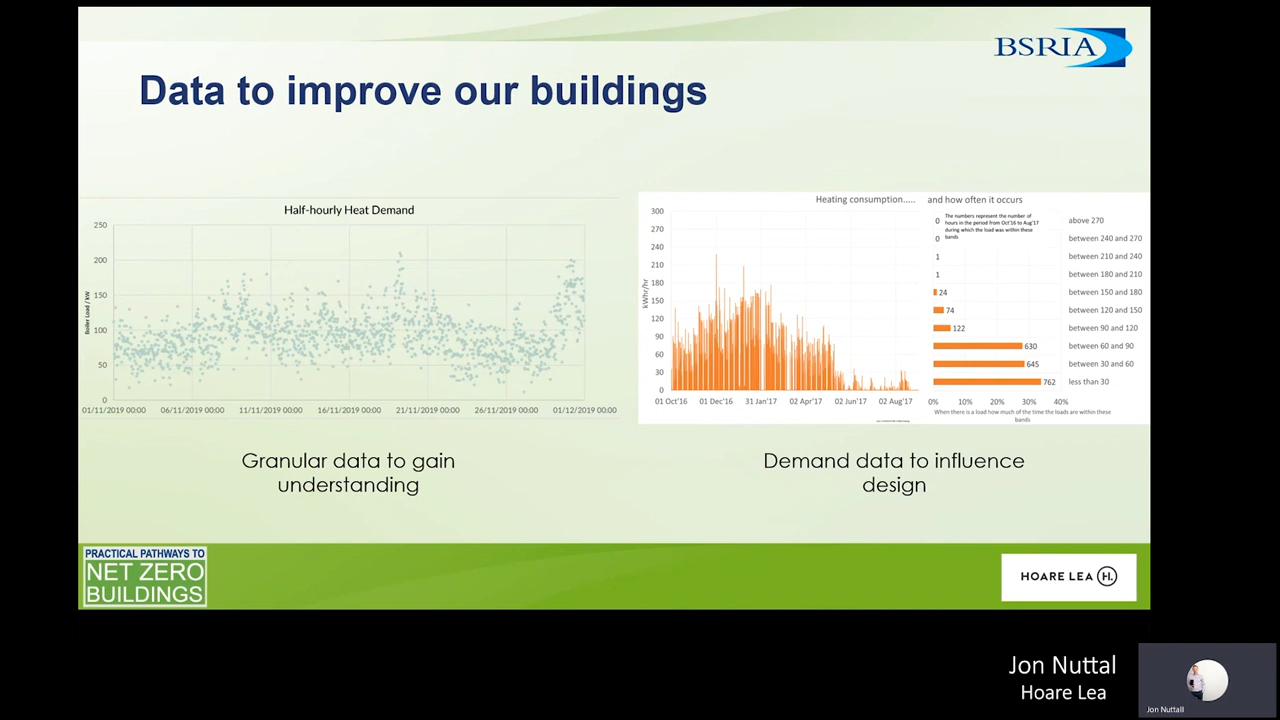 BSRIA
Data to improve our buildings
Half-hourly Heat Demand
Boiler Load / kW
250
200
150
100
50
0
01/11/2019 00:00 06/11/2019 00:00 11/11/2019 00:00 16/11/2019 00:00 21/11/2019 00:00 26/11/2019 00:00 01/12/2019 00:00
Granular data to gain
understanding
Heating consumption..... and how often it occurs
kWhr/hr
300
270
240
210
180
150
120
90
60
30
0
01 Oct'16 01 Dec'16 31 Jan'17 02 Apr'17 02 Jun'17 02 Aug'17
The numbers represent the number of
hours in the period from Oct'16 to Aug'17
during which the load was within these
bands
0 above 270
0 between 240 and 270
1 between 210 and 240
1 between 180 and 210
24 between 150 and 180
74 between 120 and 150
122 between 90 and 120
630 between 60 and 90
645 between 30 and 60
762 less than 30
0% 10% 20% 30% 40%
When there is a load how much of the time the loads are within these
bands
Demand data to influence
design
PRACTICAL PATHWAYS TO
NET ZERO
BUILDINGS
HOARE LEA H.
Jon Nuttal
Hoare Lea
Jon Nuttall